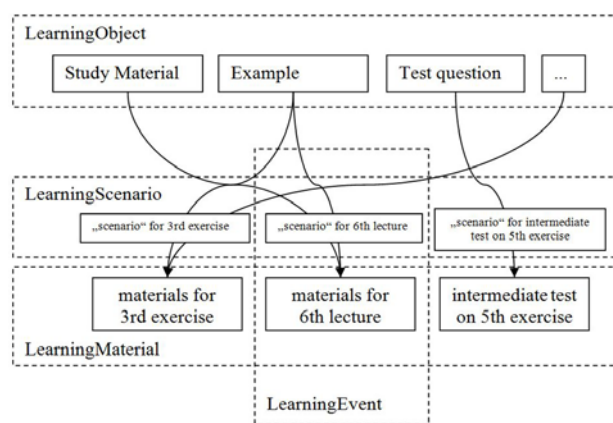 LearningObject
Study Material
Example
Test question
...
LearningScenario
„scenario“ for 3rd exercise
„scenario“ for 6th lecture
„scenario“ for intermediate
test on 5th exercise
materials for
3rd exercise
materials for
6th lecture
intermediate test
on 5th exercise
LearningMaterial
LearningEvent